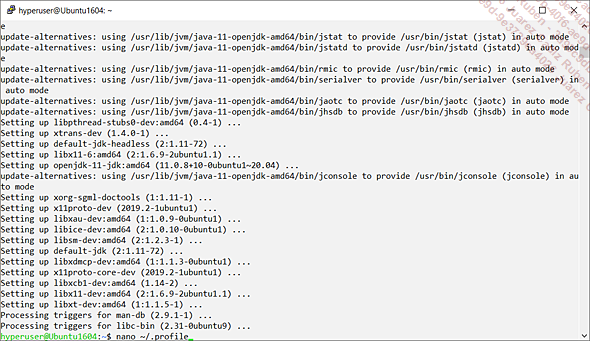 hyperuser@Ubuntu1604: ~
e
update-alternatives: using /usr/lib/jvm/java-11-openjdk-amd64/bin/jstat to provide /usr/bin/jstat (jstat) in auto mode
update-alternatives: using /usr/lib/jvm/java-11-openjdk-amd64/bin/jstatd to provide /usr/bin/jstatd (jstatd) in auto mod
e
update-alternatives: using /usr/lib/jvm/java-11-openjdk-amd64/bin/rmic to provide /usr/bin/rmic (rmic) in auto mode
update-alternatives: using /usr/lib/jvm/java-11-openjdk-amd64/bin/serialver to provide /usr/bin/serialver (serialver) in
 auto mode
update-alternatives: using /usr/lib/jvm/java-11-openjdk-amd64/bin/jaotc to provide /usr/bin/jaotc (jaotc) in auto mode
update-alternatives: using /usr/lib/jvm/java-11-openjdk-amd64/bin/jhsdb to provide /usr/bin/jhsdb (jhsdb) in auto mode
Setting up libpthread-stubs0-dev:amd64 (0.4-1) ...
Setting up xtrans-dev (1.4.0-1) ...
Setting up default-jdk-headless (2:1.11-72) ...
Setting up libx11-6:amd64 (2:1.6.9-2ubuntu1.1) ...
Setting up openjdk-11-jdk:amd64 (11.0.8+10-0ubuntu1~20.04) ...
update-alternatives: using /usr/lib/jvm/java-11-openjdk-amd64/bin/jconsole to provide /usr/bin/jconsole (jconsole) in au
to mode
Setting up xorg-sgml-doctools (1:1.11-1) ...
Setting up x11proto-dev (2019.2-1ubuntu1) ...
Setting up libxau-dev:amd64 (1:1.0.9-0ubuntu1) ...
Setting up libice-dev:amd64 (2:1.0.10-0ubuntu1) ...
Setting up libsm-dev:amd64 (2:1.2.3-1) ...
Setting up default-jdk (2:1.11-72) ...
Setting up libxdmcp-dev:amd64 (1:1.1.3-0ubuntu1) ...
Setting up x11proto-core-dev (2019.2-1ubuntu1) ...
Setting up libxcb1-dev:amd64 (1.14-2) ...
Setting up libx11-dev:amd64 (2:1.6.9-2ubuntu1.1) ...
Setting up libxt-dev:amd64 (1:1.1.5-1) ...
Processing triggers for man-db (2.9.1-1) ...
Processing triggers for libc-bin (2.31-0ubuntu9) ...
hyperuser@Ubuntu1604:~$ nano ~/.profile